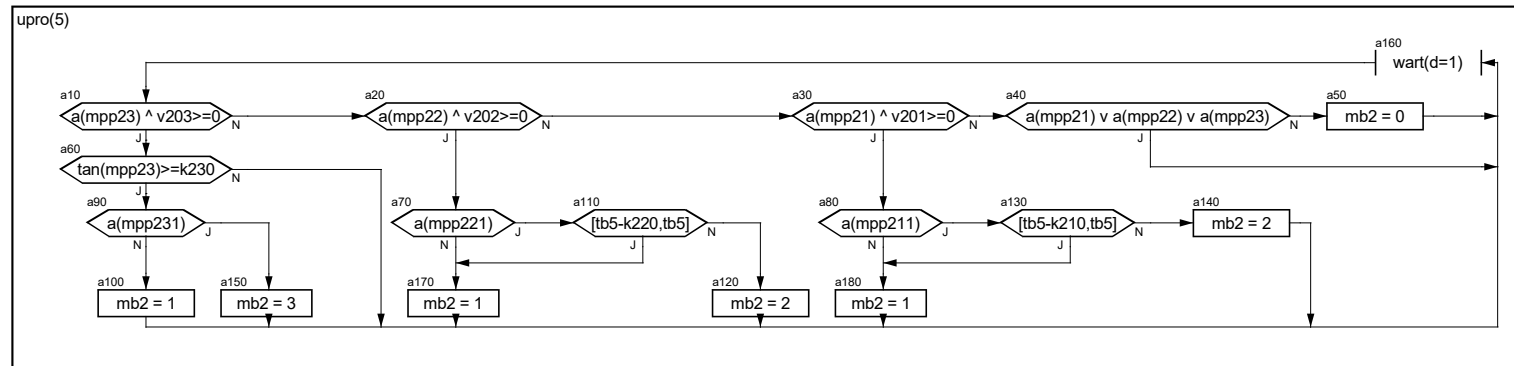 upro(5)
a160
wart(d=1)
a10
a(mpp23) ^ v203>=0
N
J
a20
a(mpp22) ^ v202>=0
N
J
a30
a(mpp21) ^ v201>=0
N
J
a40
a(mpp21) v a(mpp22) v a(mpp23)
N
J
a50
mb2 = 0
a60
tan(mpp23)>=k230
N
J
a90
a(mpp231)
J
N
a70
a(mpp221)
J
N
a110
[tb5-k220,tb5]
N
J
a80
a(mpp211)
J
N
a130
[tb5-k210,tb5]
N
J
a140
mb2 = 2
a100
mb2 = 1
a150
mb2 = 3
a170
mb2 = 1
a120
mb2 = 2
a180
mb2 = 1